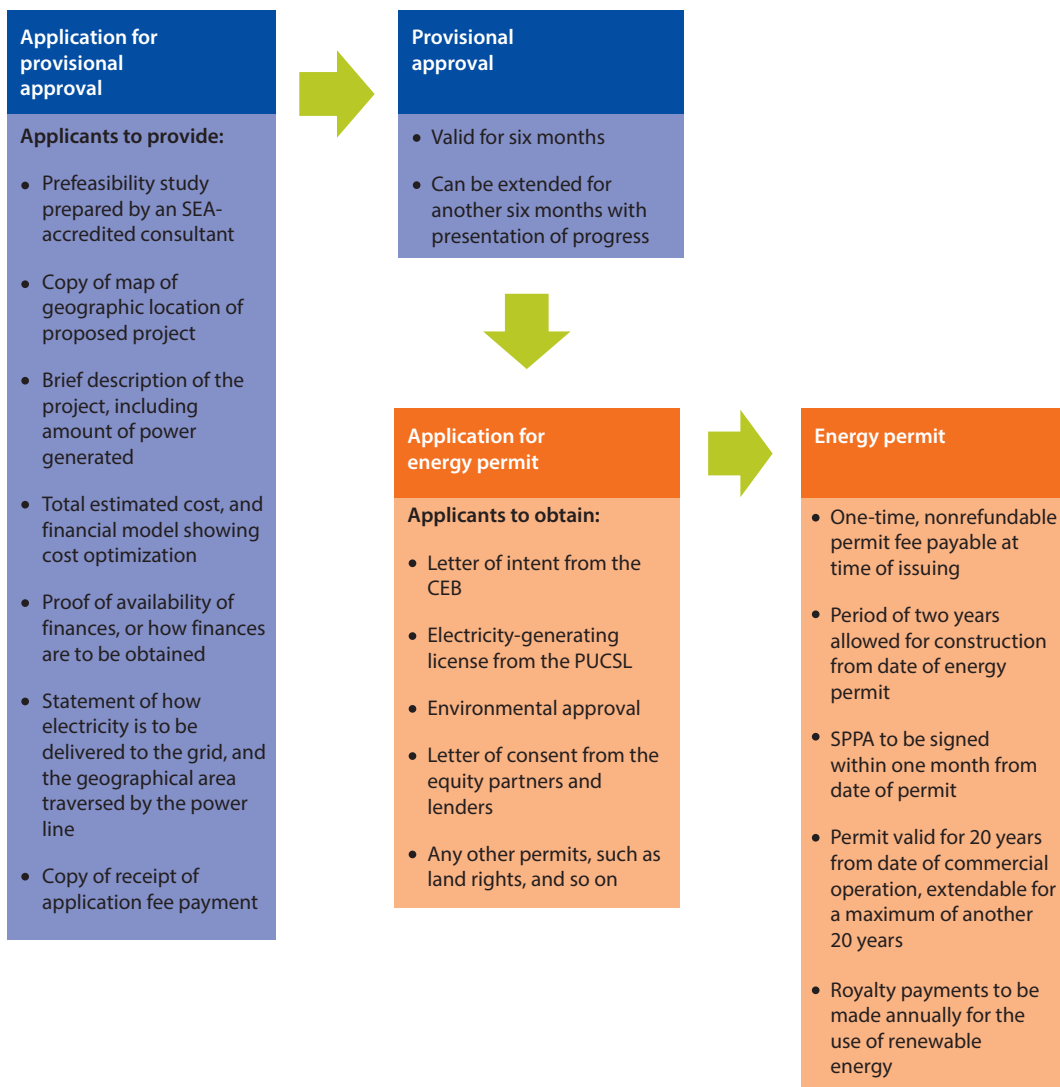 Application for
provisional
approval
Applicants to provide:
• Prefeasibility study
prepared by an SEA-
accredited consultant
• Copy of map of
geographic location of
proposed project
• Brief description of the
project, including
amount of power
generated
• Total estimated cost, and
financial model showing
cost optimization
• Proof of availability of
finances, or how finances
are to be obtained
• Statement of how
electricity is to be
delivered to the grid, and
the geographical area
traversed by the power
line
• Copy of receipt of
application fee payment
Provisional
approval
• Valid for six months
• Can be extended for
another six months with
presentation of progress
Application for
energy permit
Applicants to obtain:
• Letter of intent from the
CEB
• Electricity-generating
license from the PUCSL
• Environmental approval
• Letter of consent from the
equity partners and
lenders
• Any other permits, such as
land rights, and so on
Energy permit
• One-time, nonrefundable
permit fee payable at
time of issuing
• Period of two years
allowed for construction
from date of energy
permit
• SPPA to be signed
within one month from
date of permit
• Permit valid for 20 years
from date of commercial
operation, extendable for
a maximum of another
20 years
• Royalty payments to be
made annually for the
use of renewable
energy